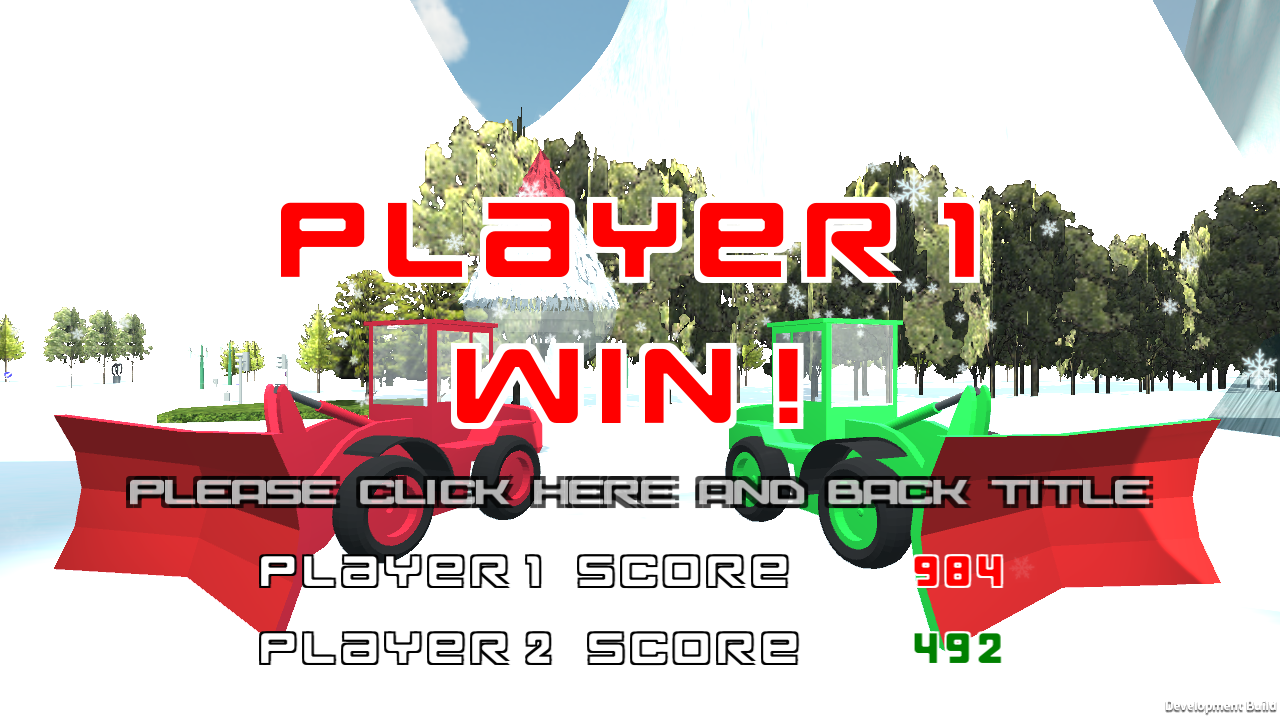 PLAYER 1
WIN!
PLEASE CLICK HERE AND BACK TITLE
PLAYER 1 SCORE 984
PLAYER 2 SCORE 492
Development Build